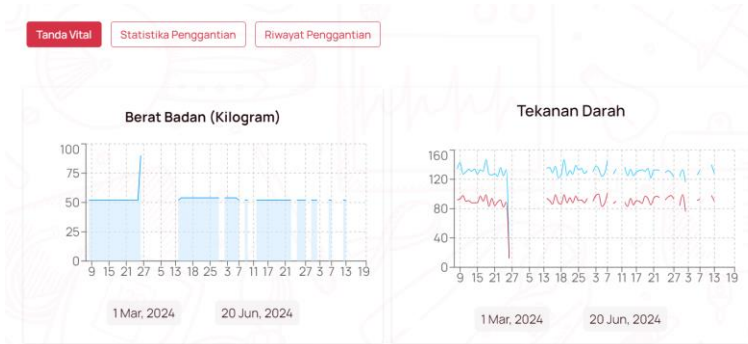 Tanda Vital
Statistika Penggantian
Riwayat Penggantian
Berat Badan (Kilogram)
100
75
50
25
0
9 15 21 27 5 13 18 25 3 7 11 17 21 27 3 7 13 19
1 Mar, 2024
20 Jun, 2024
Tekanan Darah
160
120
80
40
0
9 15 21 27 5 13 18 25 3 7 11 17 21 27 3 7 13 19
1 Mar, 2024
20 Jun, 2024